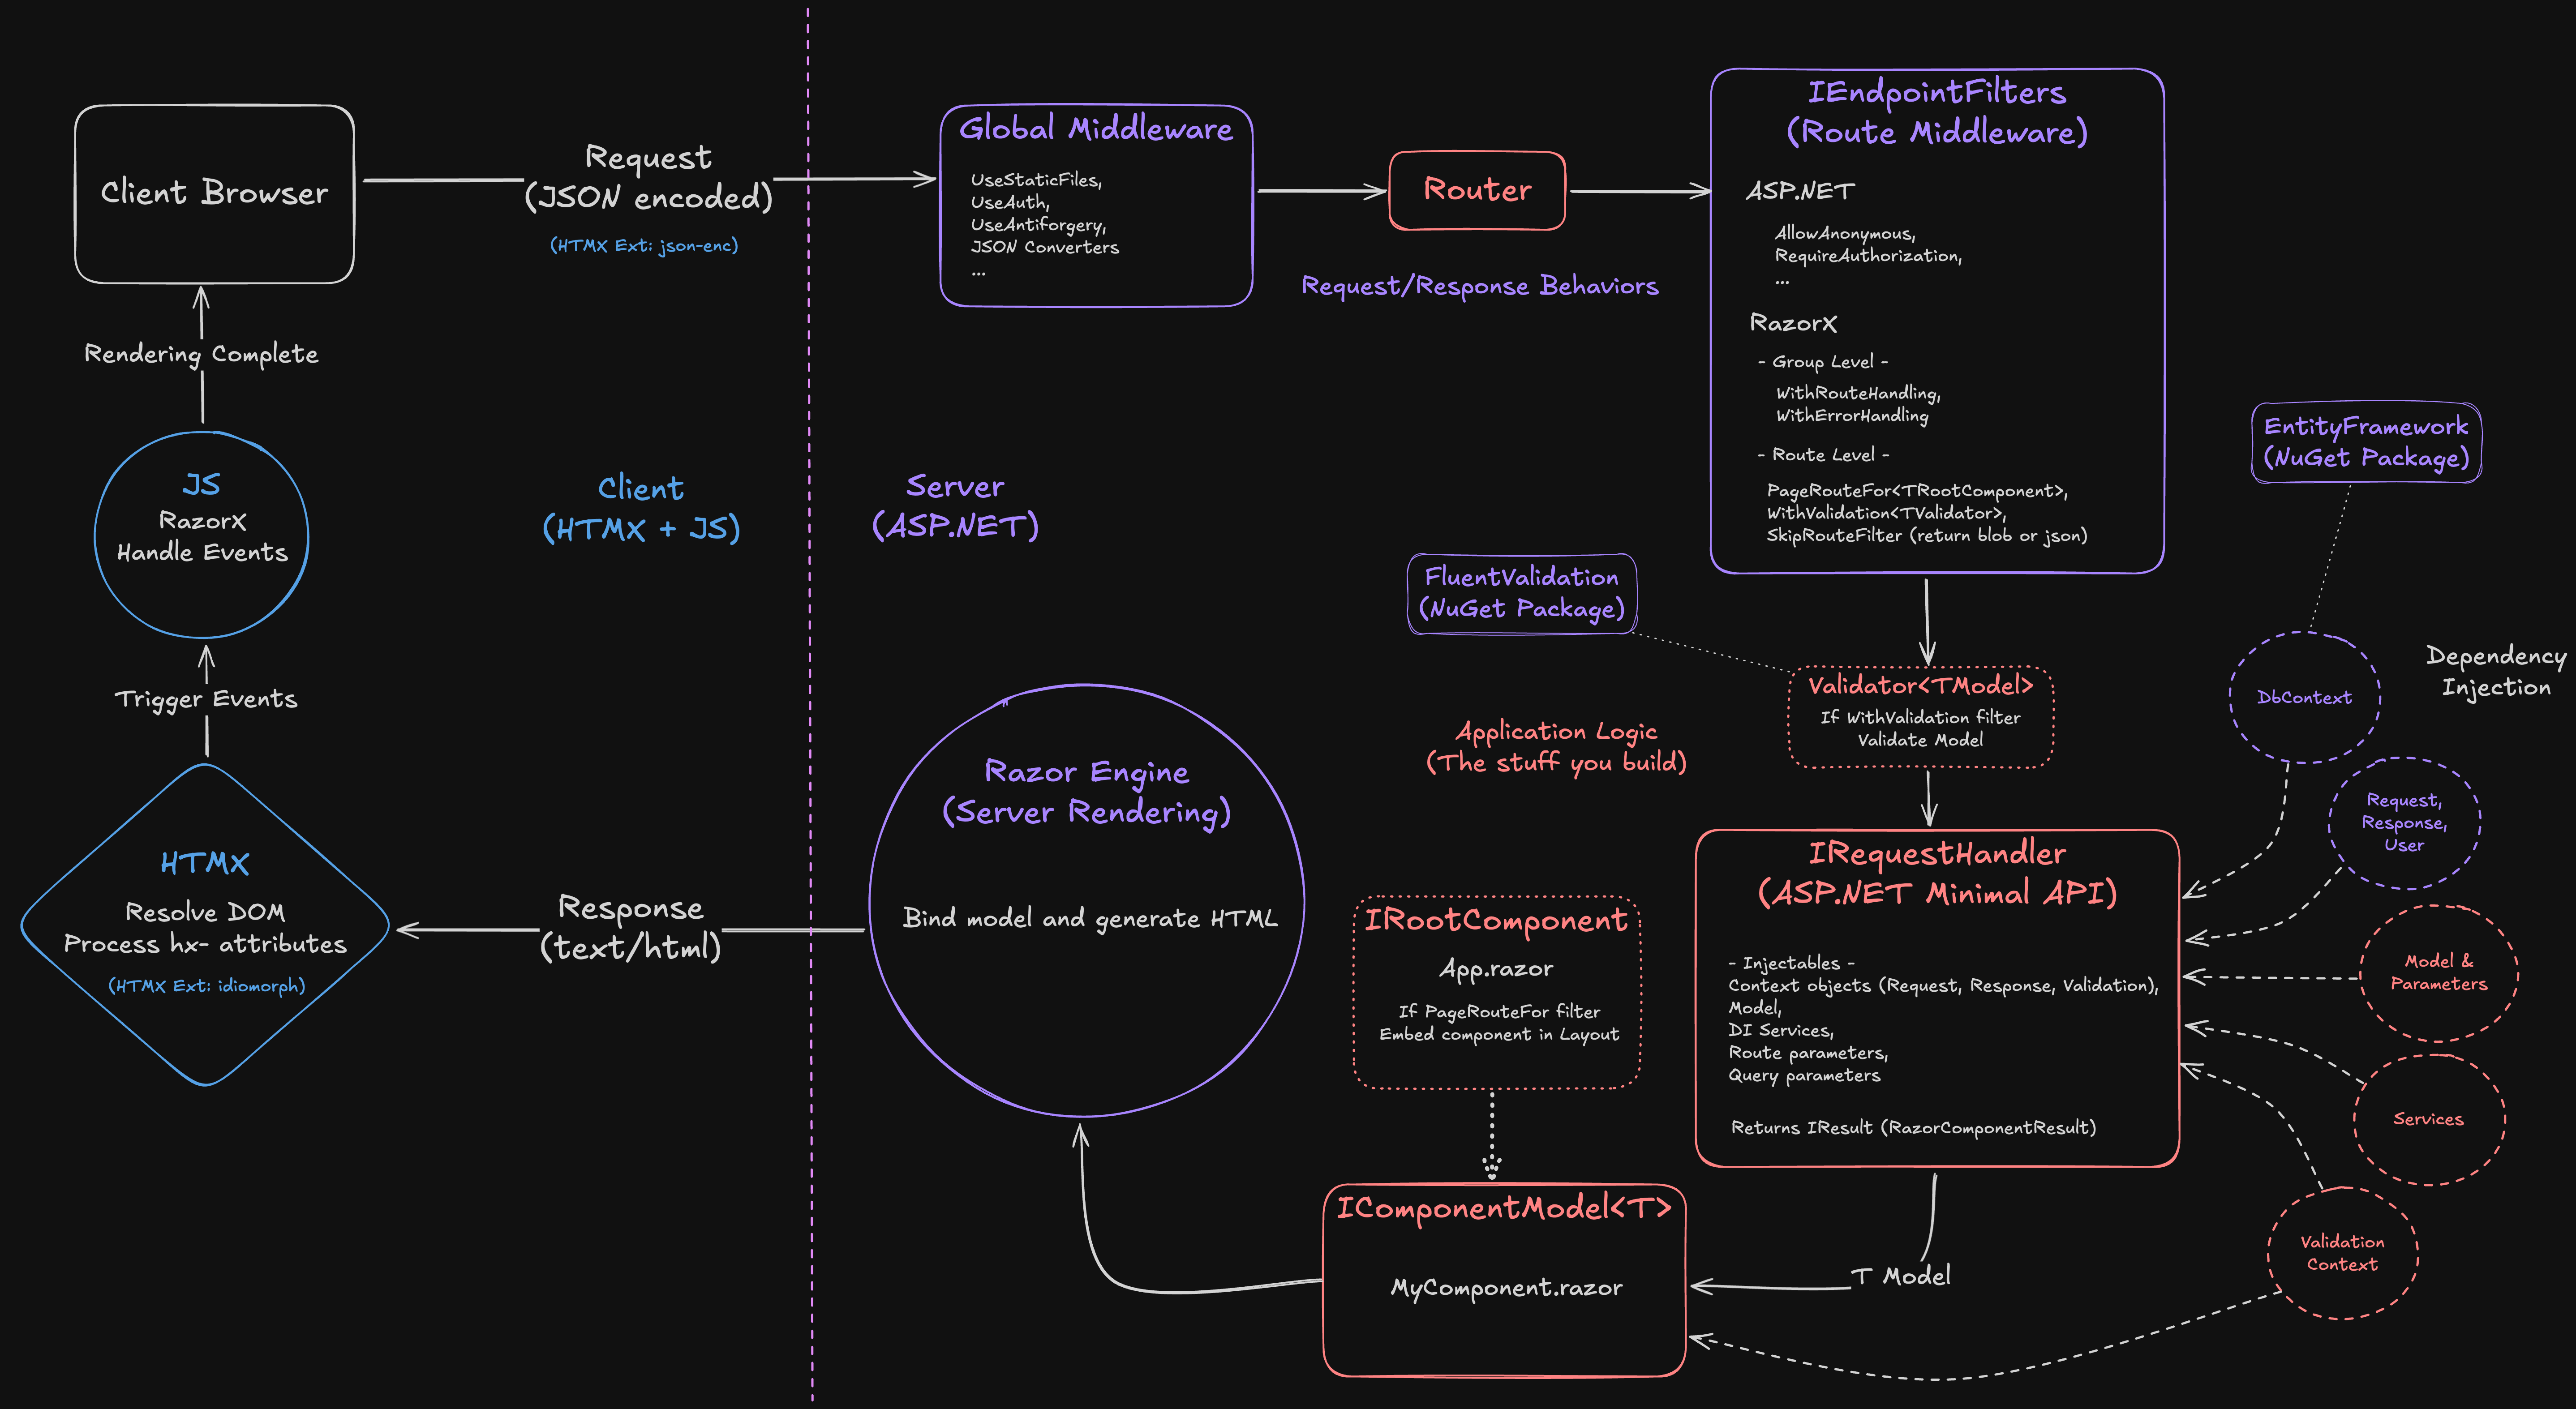 Client Browser
Request
(JSON encoded)
(HTMX Ext: json-enc)
Global Middleware
UseStaticFiles,
UseAuth,
UseAntiforgery,
JSON Converters
...
Router
Request/Response Behaviors
IEndpointFilters
(Route Middleware)
ASP.NET
AllowAnonymous,
RequireAuthorization,
...
RazorX
- Group Level -
WithRouteHandling,
WithErrorHandling
- Route Level -
PageRouteFor<TRootComponent>,
WithValidation<TValidator>,
SkipRouteFilter (return blob or json)
Rendering Complete
JS
RazorX
Handle Events
Client
(HTMX + JS)
Server
(ASP.NET)
EntityFramework
(NuGet Package)
FluentValidation
(NuGet Package)
Trigger Events
Validator<TModel>
If WithValidation filter
Validate Model
Application Logic
(The stuff you build)
DbContext
Dependency
Injection
Request,
Response,
User
Razor Engine
(Server Rendering)
Bind model and generate HTML
HTMX
Resolve DOM
Process hx- attributes
(HTMX Ext: idiomorph)
Response
(text/html)
IRootComponent
App.razor
If PageRouteFor filter
Embed component in Layout
IRequestHandler
(ASP.NET Minimal API)
- Injectables -
Context objects (Request, Response, Validation),
Model,
DI Services,
Route parameters,
Query parameters
Returns IResult (RazorComponentResult)
Model &
Parameters
Services
Validation
Context
IComponentModel<T>
MyComponent.razor
T Model